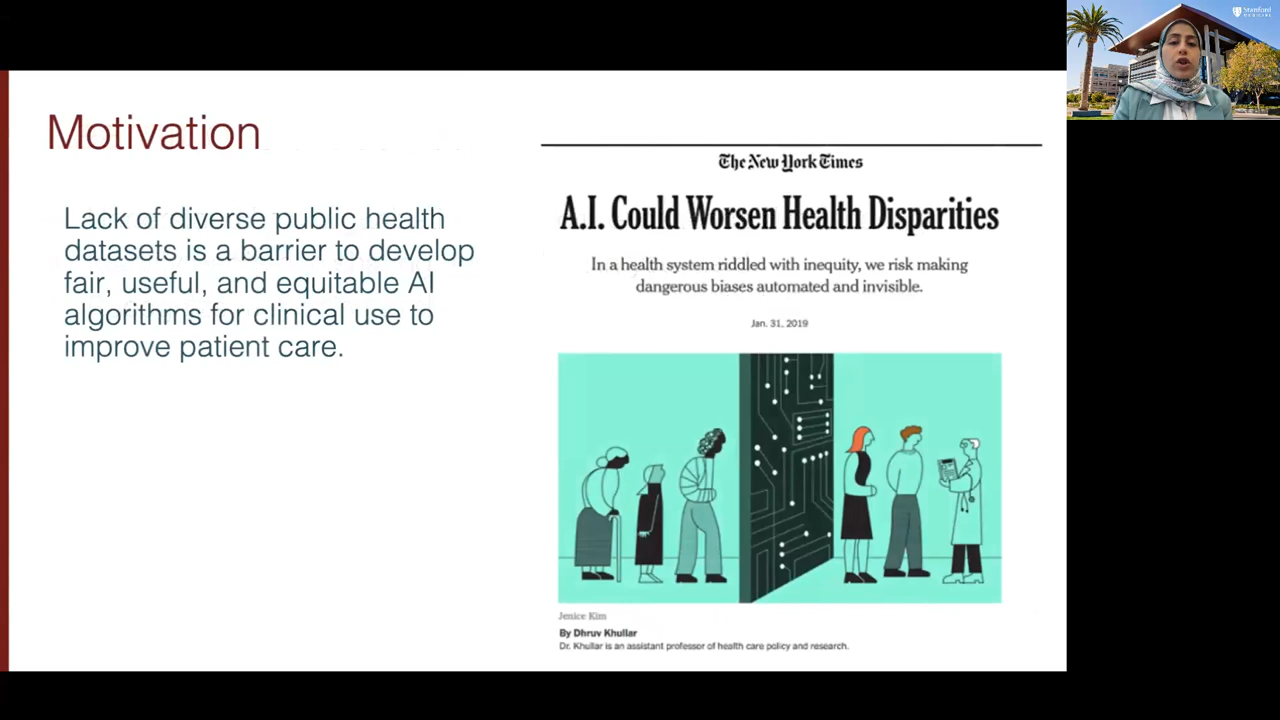 Stanford
MEDICINE
Motivation
Lack of diverse public health
datasets is a barrier to develop
fair, useful, and equitable AI
algorithms for clinical use to
improve patient care.
The New York Times
A.I. Could Worsen Health Disparities
In a health system riddled with inequity, we risk making
dangerous biases automated and invisible.
Jan. 31, 2019
Jenice Kim
By Dhruv Khullar
Dr. Khullar is an assistant professor of health care policy and research.